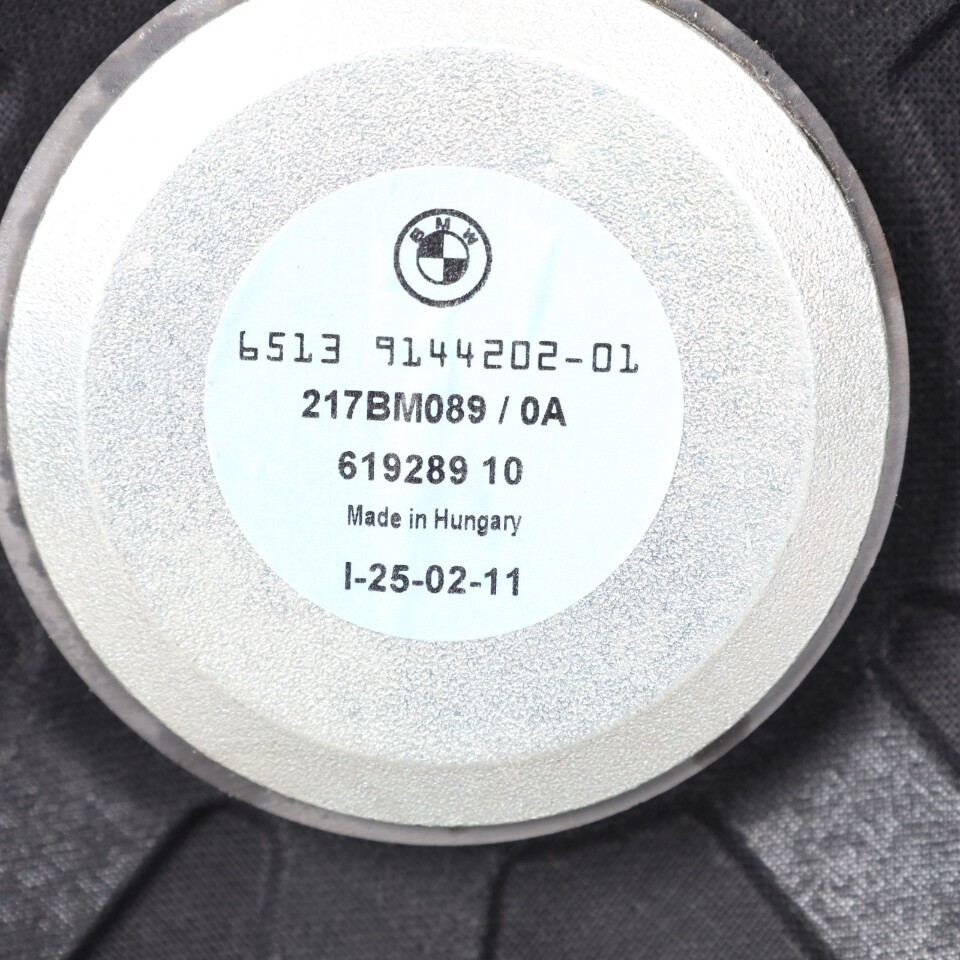 BMW
6513 9144202-01
217BM089 / 0A
619289 10
Made in Hungary
I-25-02-11